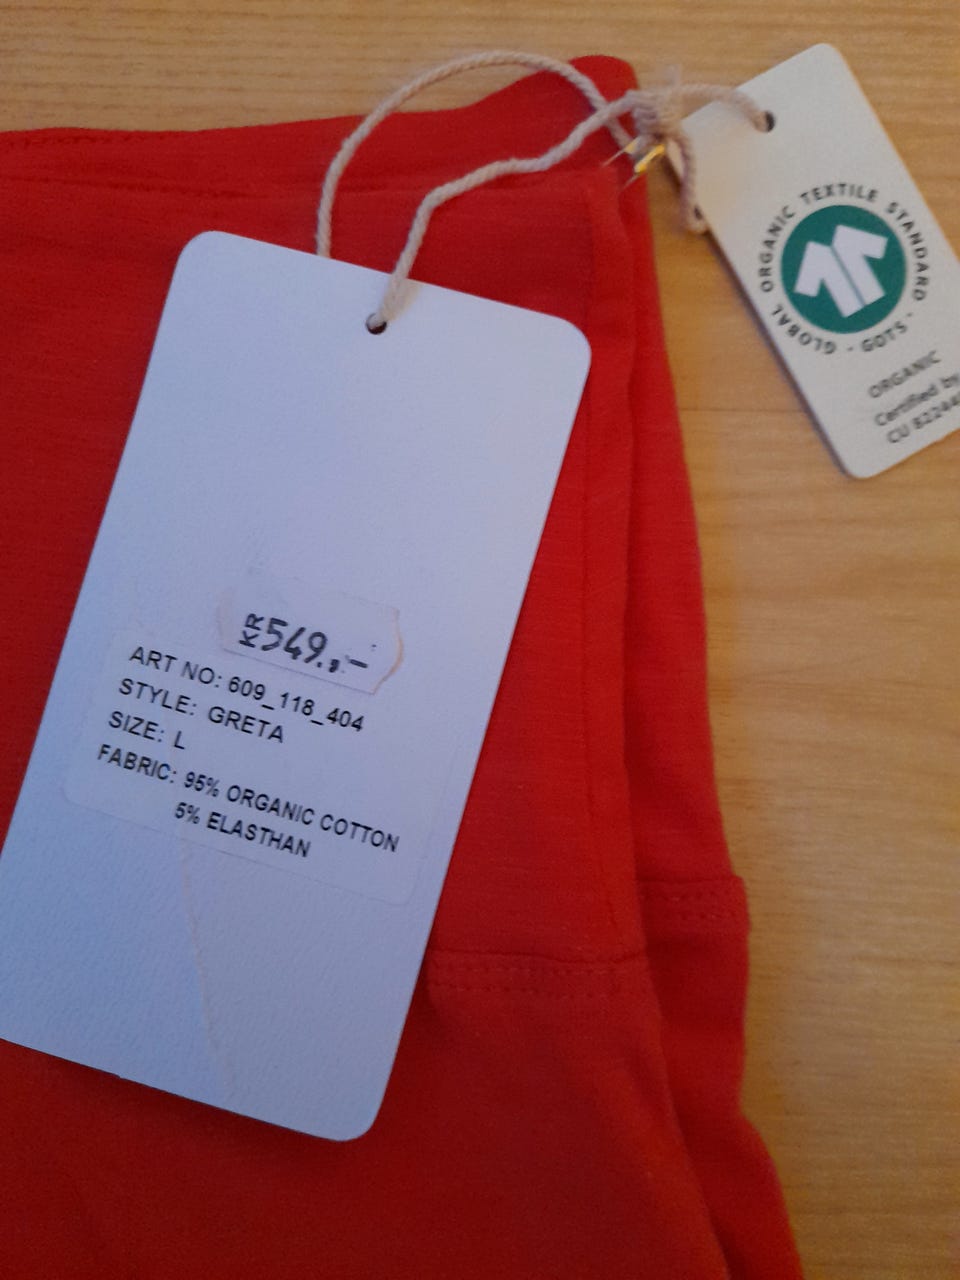 KR 549.,-
ART NO: 609_118_404
STYLE: GRETA
SIZE: L
FABRIC: 95% ORGANIC COTTON
5% ELASTHAN
GLOBAL ORGANIC TEXTILE STANDARD · GOTS ·
ORGANIC
Certified by
CU